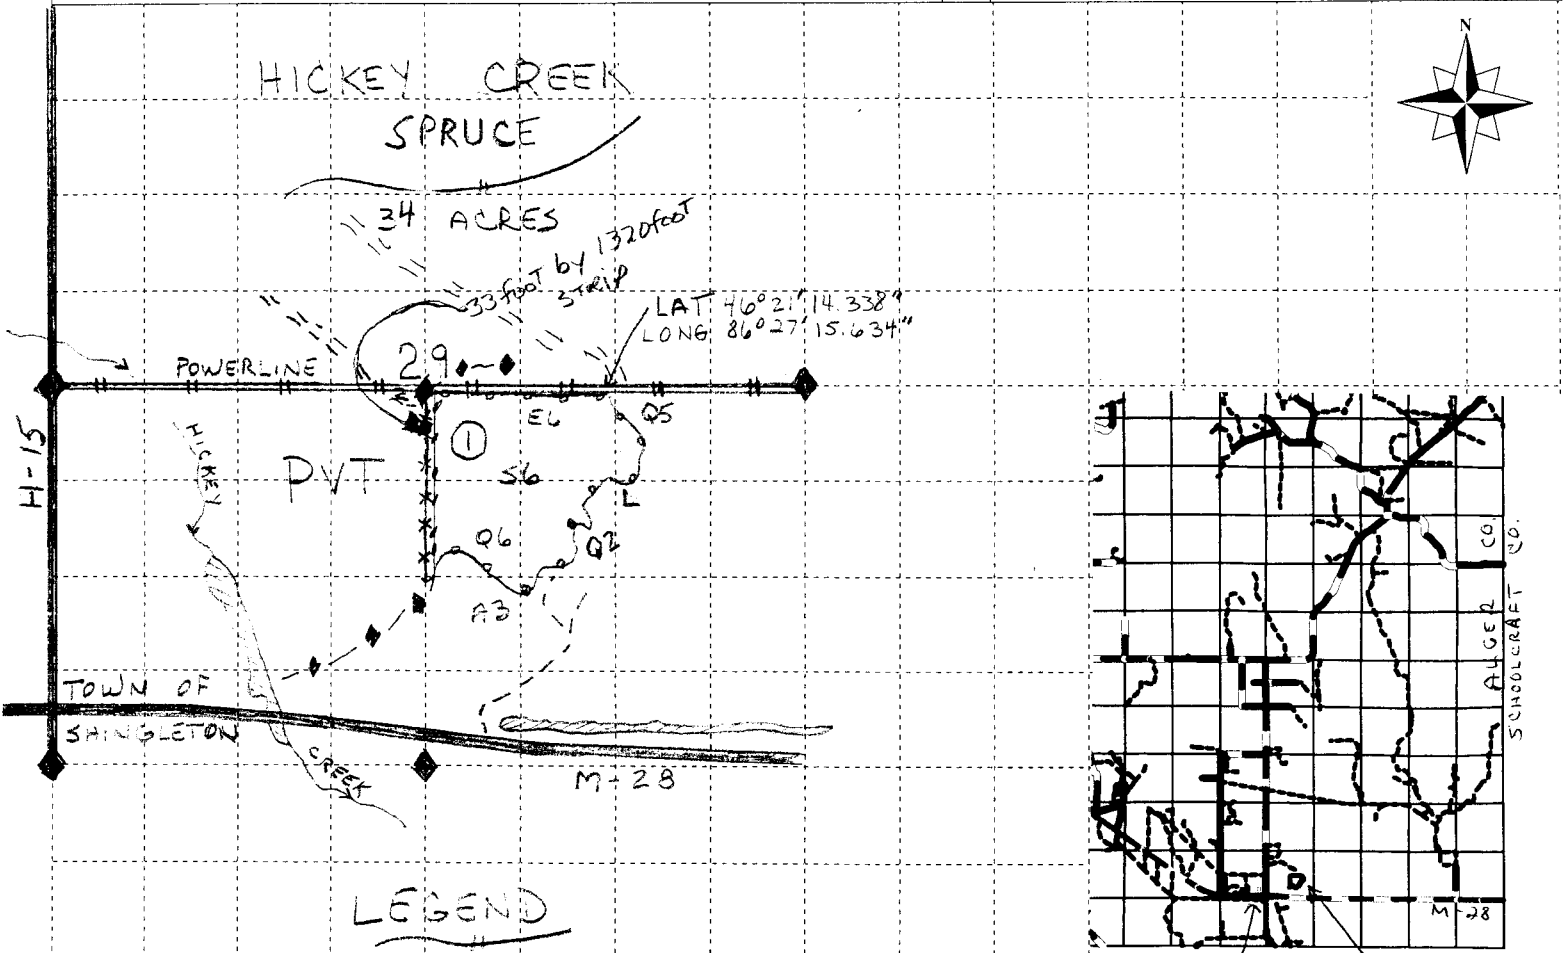 N
HICKEY CREEK
SPRUCE
34 ACRES
33 foot by 1320 foot
STRIP
LAT 46° 21' 14.338"
LONG 86° 27' 15.634"
POWERLINE
29
E6
Q5
H-15
HICKEY
PVT
1
S6
F
Q6
Q2
A3
TOWN OF
SHINGLETON
CREEK
M-28
LEGEND
ALGER CO.
SCHOOLCRAFT CO.
M-28